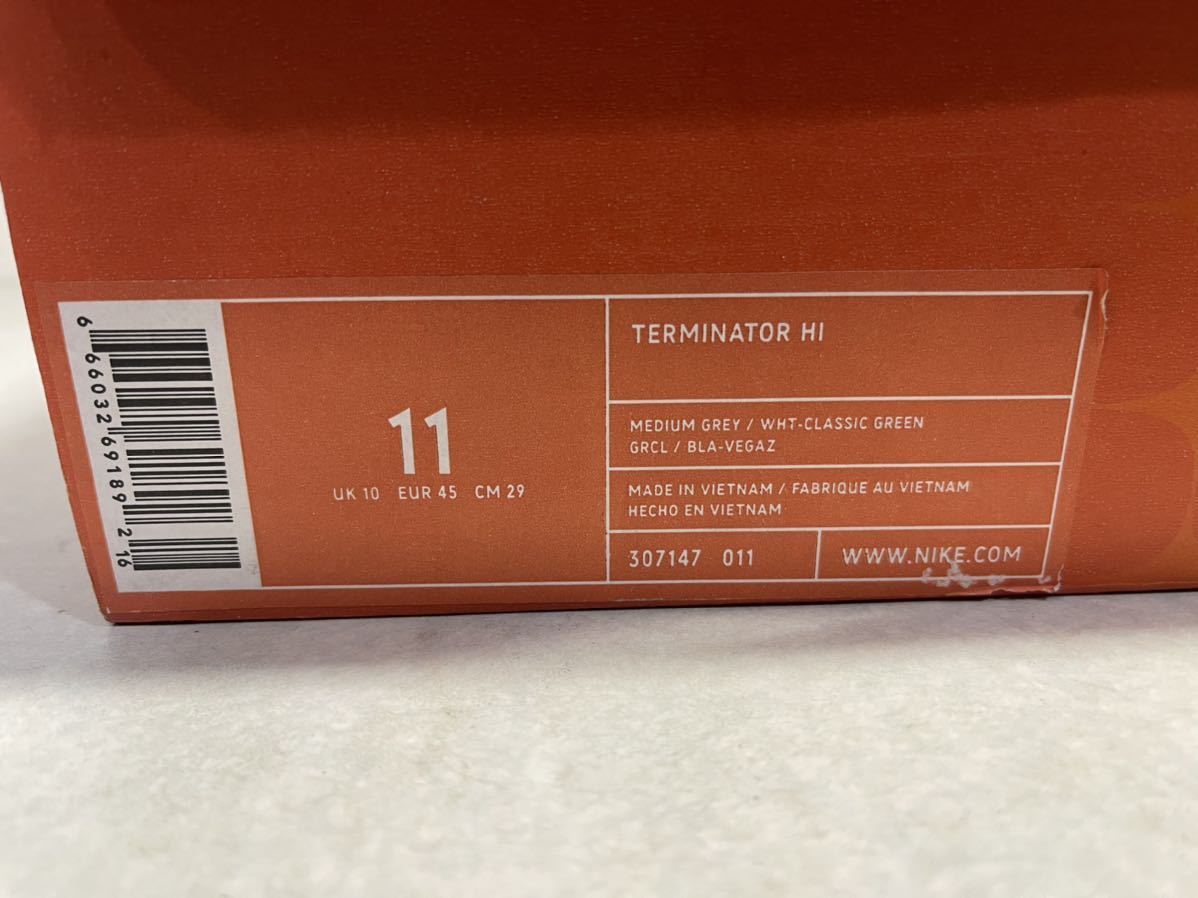 6 66032 69189 2 16
11
UK 10 EUR 45 CM 29
TERMINATOR HI
MEDIUM GREY / WHT-CLASSIC GREEN
GRCL / BLA-VEGAZ
MADE IN VIETNAM / FABRIQUE AU VIETNAM
HECHO EN VIETNAM
307147 011
WWW.NIKE.COM